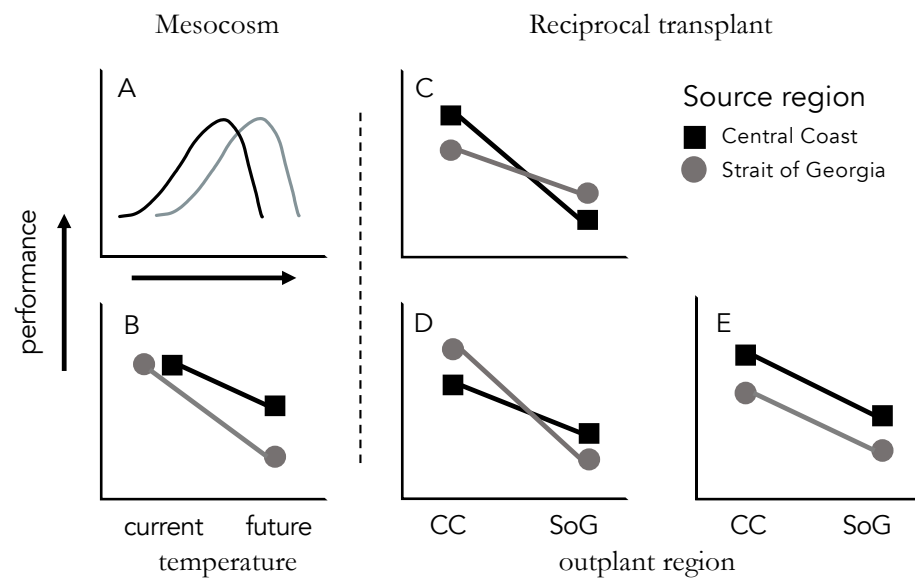 Mesocosm
Reciprocal transplant
A
C
Source region
Central Coast
Strait of Georgia
performance
B
D
E
current future
temperature
CC SoG
outplant region
CC SoG